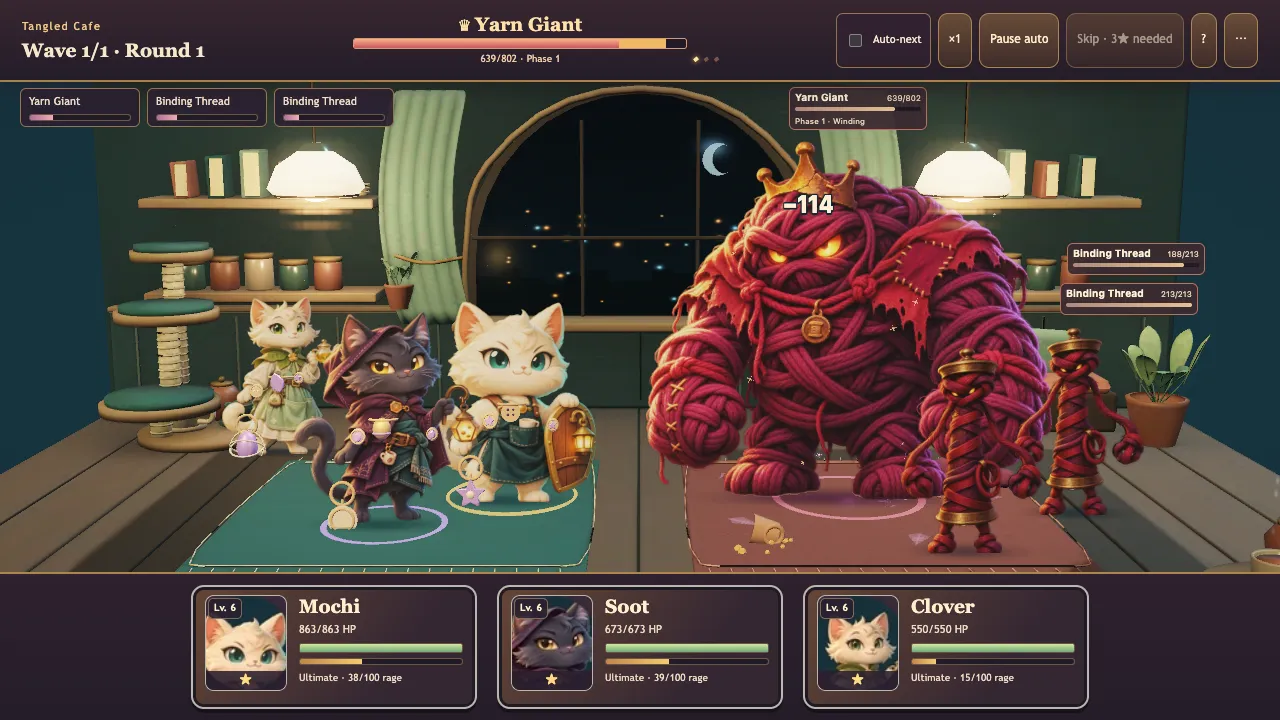 Tangled Cafe
Wave 1/1 · Round 1
♛ Yarn Giant
639/802 · Phase 1
Auto-next
×1
Pause auto
Skip · 3★ needed
?
...
Yarn Giant
Binding Thread
Binding Thread
Yarn Giant 639/802
Phase 1 · Winding
-114
Binding Thread 188/213
Binding Thread 213/213
Lv. 6
Mochi
863/863 HP
Ultimate · 38/100 rage
Lv. 6
Soot
673/673 HP
Ultimate · 39/100 rage
Lv. 6
Clover
550/550 HP
Ultimate · 15/100 rage